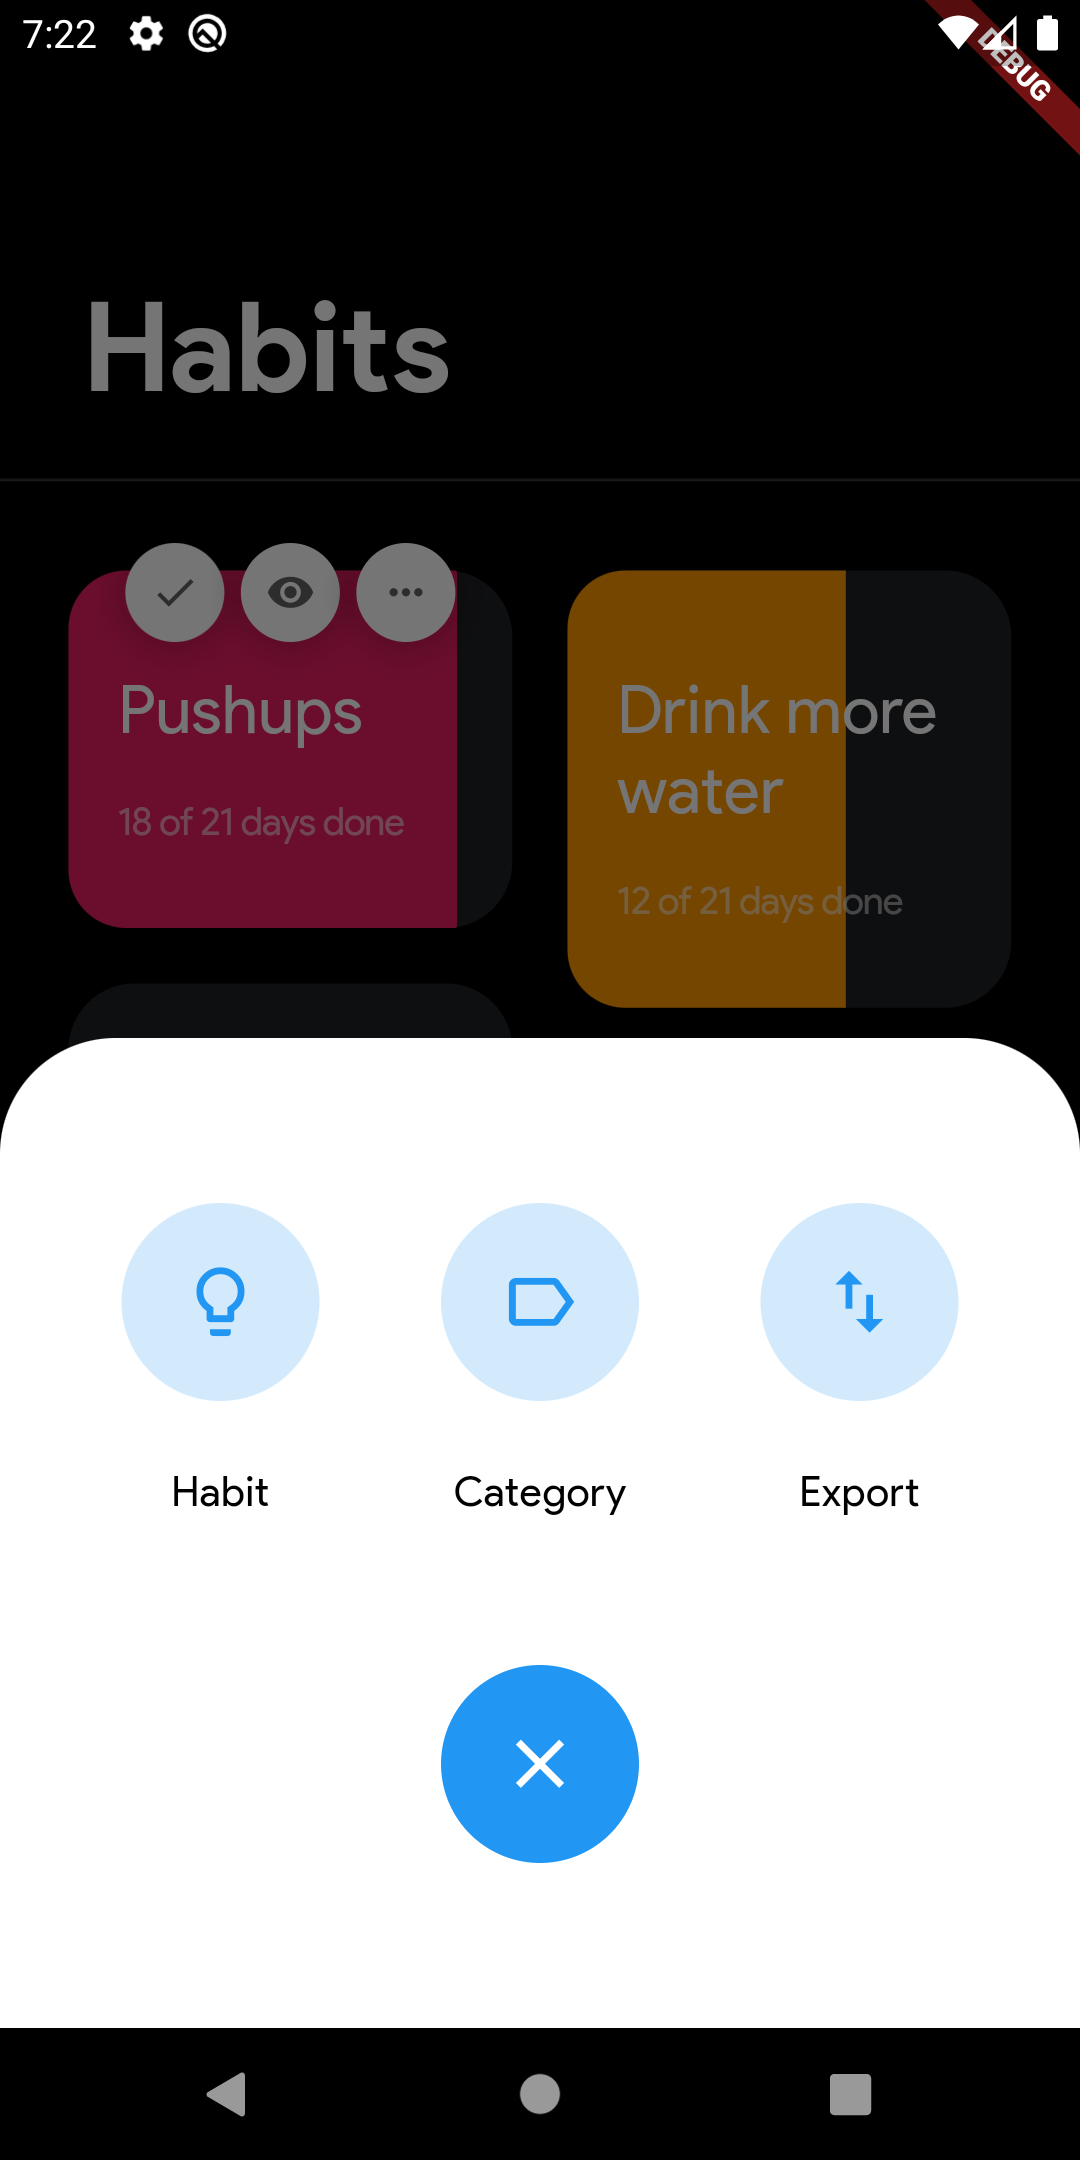 7:22
DEBUG
Habits
Pushups
18 of 21 days done
Drink more
water
12 of 21 days done
Habit
Category
Export